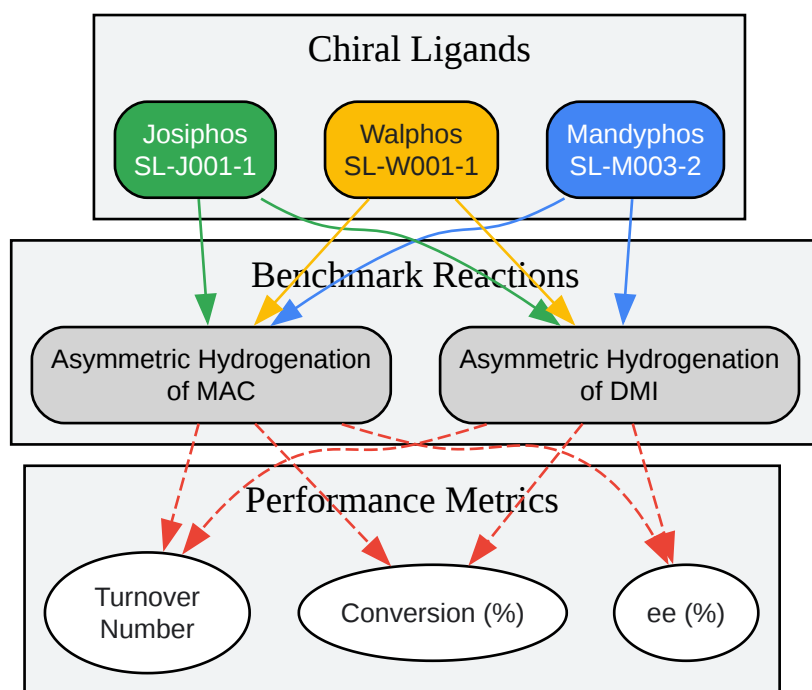 Chiral Ligands
Josiphos
SL-J001-1
Walphos
SL-W001-1
Mandyphos
SL-M003-2
Benchmark Reactions
Asymmetric Hydrogenation
of MAC
Asymmetric Hydrogenation
of DMI
Performance Metrics
Turnover
Number
Conversion (%)
ee (%)